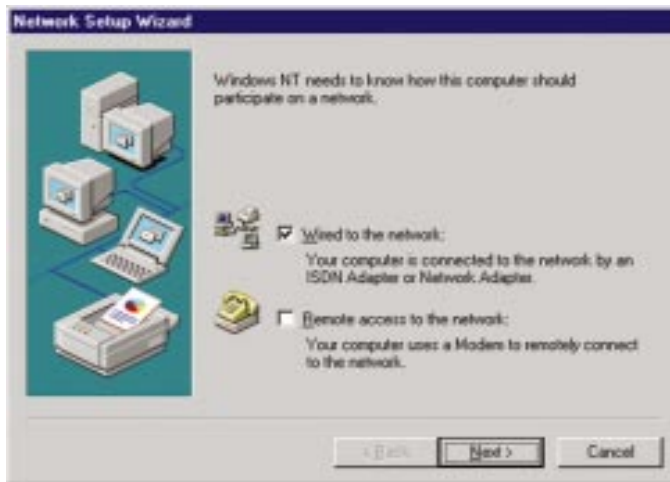 Network Setup Wizard
Windows NT needs to know how this computer should
participate on a network.
Wired to the network:
Your computer is connected to the network by an
ISDN Adapter or Network Adapter.
Remote access to the network:
Your computer uses a Modem to remotely connect
to the network.
< Back
Next >
Cancel